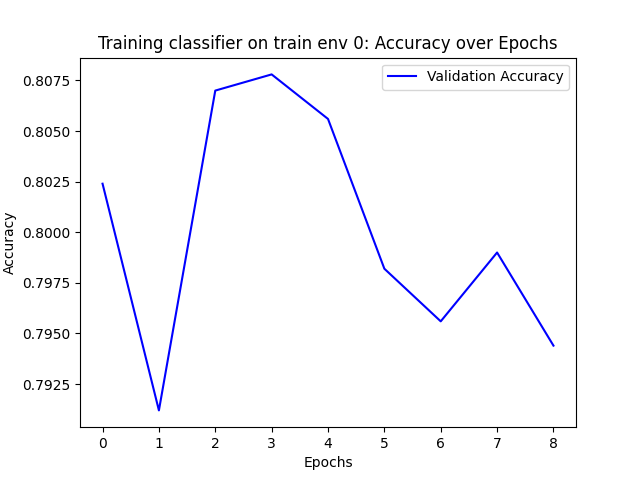 Training classifier on train env 0: Accuracy over Epochs
Validation Accuracy
0.8075
0.8050
0.8025
0.8000
0.7975
0.7950
0.7925
Accuracy
0 1 2 3 4 5 6 7 8
Epochs